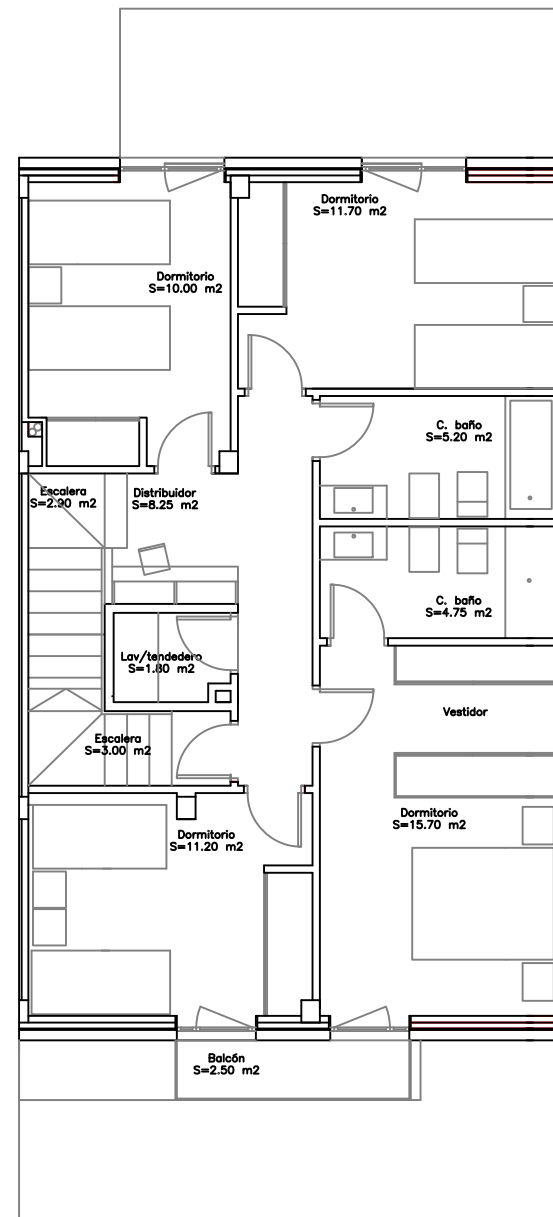 Dormitorio
S=11.70 m2
Dormitorio
S=10.00 m2
C. baño
S=5.20 m2
Escalera
S=2.90 m2
Distribuidor
S=8.25 m2
C. baño
S=4.75 m2
Lav/tendedero
S=1.80 m2
Vestidor
Escalera
S=3.00 m2
Dormitorio
S=15.70 m2
Dormitorio
S=11.20 m2
Balcón
S=2.50 m2